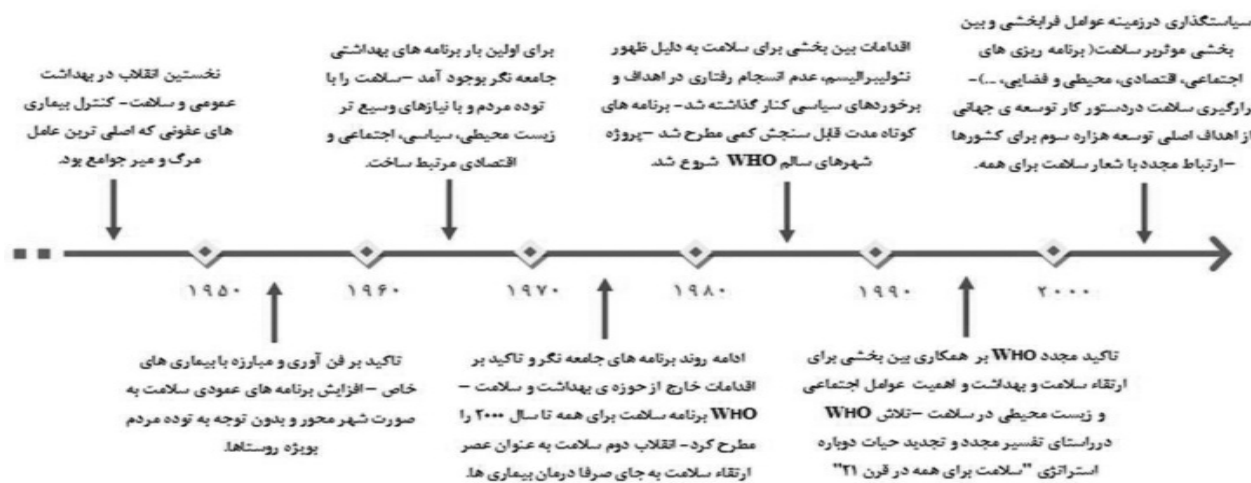 نخستین انقلاب در بهداشت
عمومی و سلامت- کنترل بیماری
های عفونی که اصلی ترین عامل
مرگ و میر جوامع بود.
برای اولین بار برنامه های بهداشتی
جامعه نگر بوجود آمد –سلامت را با
توده مردم و با نیازهای وسیع تر
زیست محیطی، سیاسی، اجتماعی و
اقتصادی مرتبط ساخت.
اقدامات بین بخشی برای سلامت به دلیل ظهور
نئولیبرالیسم، عدم انسجام رفتاری در اهداف و
برخوردهای سیاسی کنار گذاشته شد- برنامه های
کوتاه مدت قابل سنجش کمی مطرح شد –پروژه
شهرهای سالم WHO شروع شد.
سیاستگذاری درزمینه عوامل فرابخشی و بین
بخشی موثربر سلامت( برنامه ریزی های
اجتماعی، اقتصادی، محیطی و فضایی، ...)-
رارگیری سلامت دردستور کار توسعه ی جهانی
از اهداف اصلی توسعه هزاره سوم برای کشورها
–ارتباط مجدد با شعار سلامت برای همه.
۱۹۵۰
۱۹۶۰
۱۹۷۰
۱۹۸۰
۱۹۹۰
۲۰۰۰
تاکید بر فن آوری و مبارزه با بیماری های
خاص –افزایش برنامه های عمودی سلامت به
صورت شهر محور و بدون توجه به توده مردم
بویژه روستاها.
ادامه روند برنامه های جامعه نگر و تاکید بر
اقدامات خارج از حوزه ی بهداشت و سلامت –
WHO برنامه سلامت برای همه تا سال ۲۰۰۰ را
مطرح کرد- انقلاب دوم سلامت به عنوان عصر
ارتقاء سلامت به جای صرفا درمان بیماری ها.
تاکید مجدد WHO بر همکاری بین بخشی برای
ارتقاء سلامت و بهداشت و اهمیت عوامل اجتماعی
و زیست محیطی در سلامت –تلاش WHO
درراستای تفسیر مجدد و تجدید حیات دوباره
استراتژی "سلامت برای همه در قرن ۲۱"